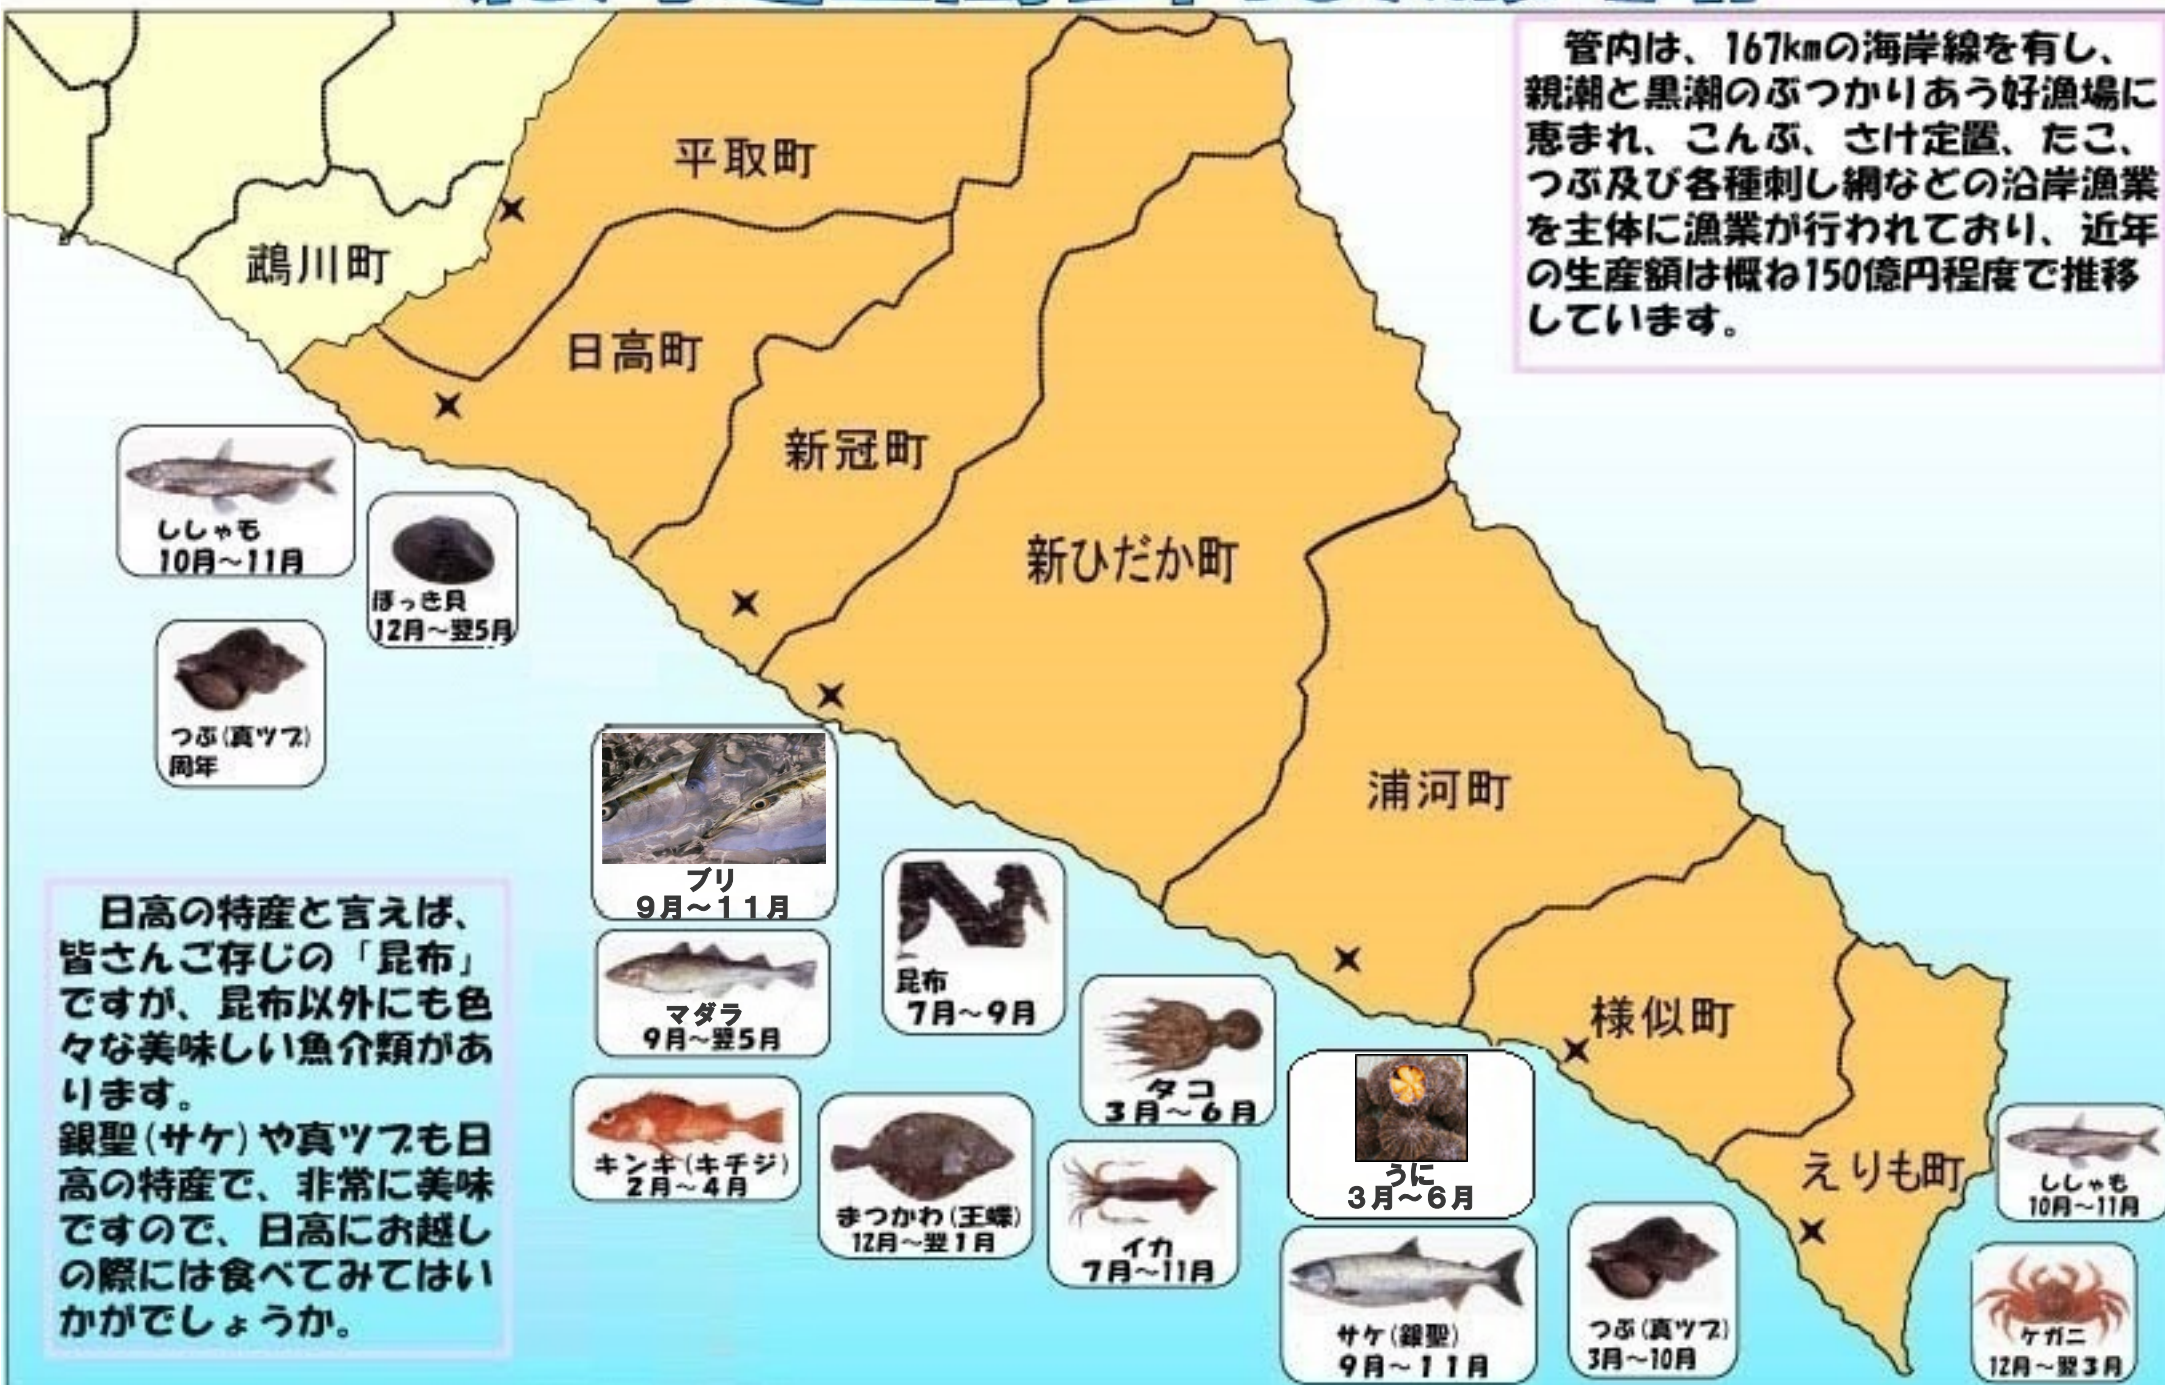 管内は、167kmの海岸線を有し、
親潮と黒潮のぶつかりあう好漁場に
恵まれ、こんぶ、さけ定置、たこ、
つぶ及び各種刺し網などの沿岸漁業
を主体に漁業が行われており、近年
の生産額は概ね150億円程度で推移
しています。
平取町
鵡川町
日高町
新冠町
新ひだか町
浦河町
様似町
えりも町
ししゃも
10月～11月
ほっき貝
12月～翌5月
つぶ(真ツブ)
周年
ブリ
９月～１１月
マダラ
9月～翌5月
キンキ(キチジ)
2月～4月
昆布
7月～9月
まつかわ(王蝶)
12月～翌1月
タコ
3月～6月
イカ
7月～11月
うに
３月～６月
サケ(銀聖)
9月～11月
つぶ(真ツブ)
3月～10月
ししゃも
10月～11月
ケガニ
12月～翌3月
日高の特産と言えば、
皆さんご存じの「昆布」
ですが、昆布以外にも色
々な美味しい魚介類があ
ります。
銀聖(サケ)や真ツブも日
高の特産で、非常に美味
ですので、日高にお越し
の際には食べてみてはい
かがでしょうか。